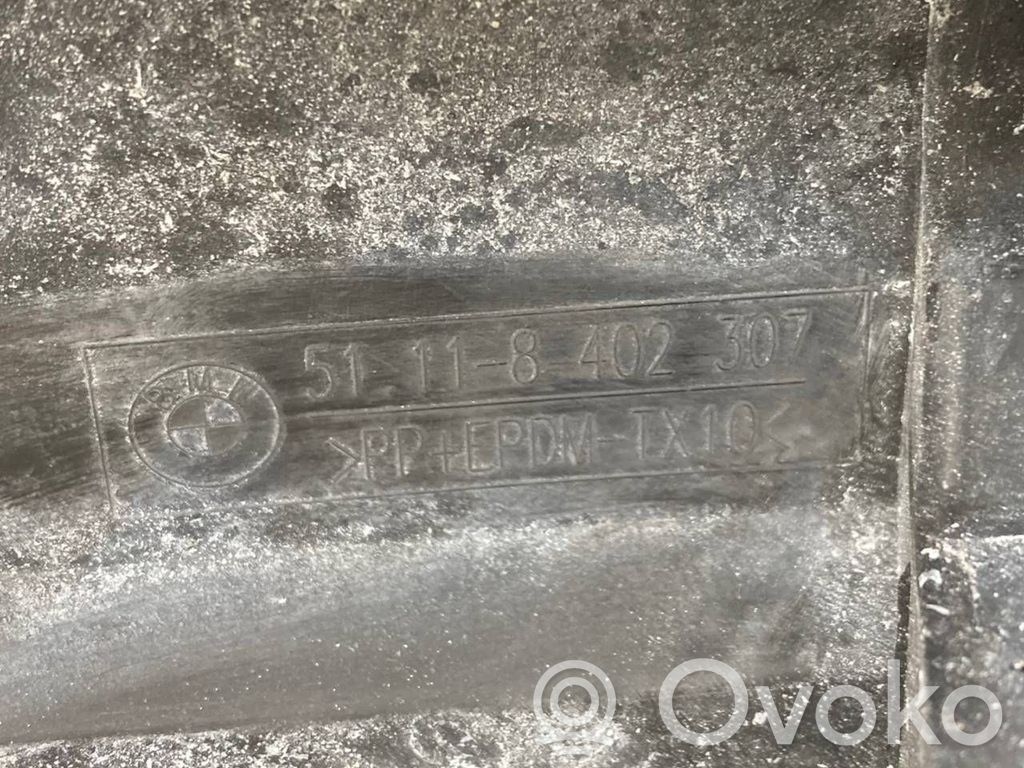 BMW
51 11-8 402 307
>PP+EPDM-TX10<
Ovoko